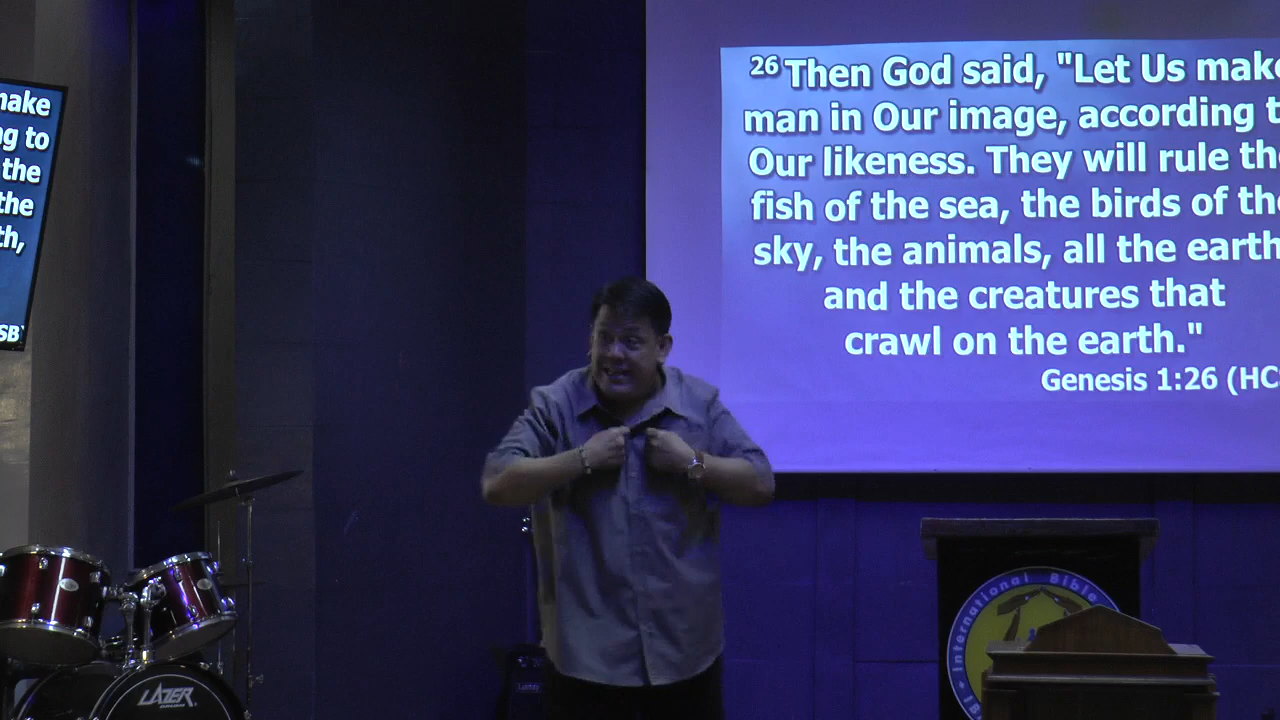 make
ng to
the
the
th,
SB
26 Then God said, "Let Us make
man in Our image, according t
Our likeness. They will rule the
fish of the sea, the birds of the
sky, the animals, all the earth
and the creatures that
crawl on the earth."
Genesis 1:26 (HC
LAZER
International Bible